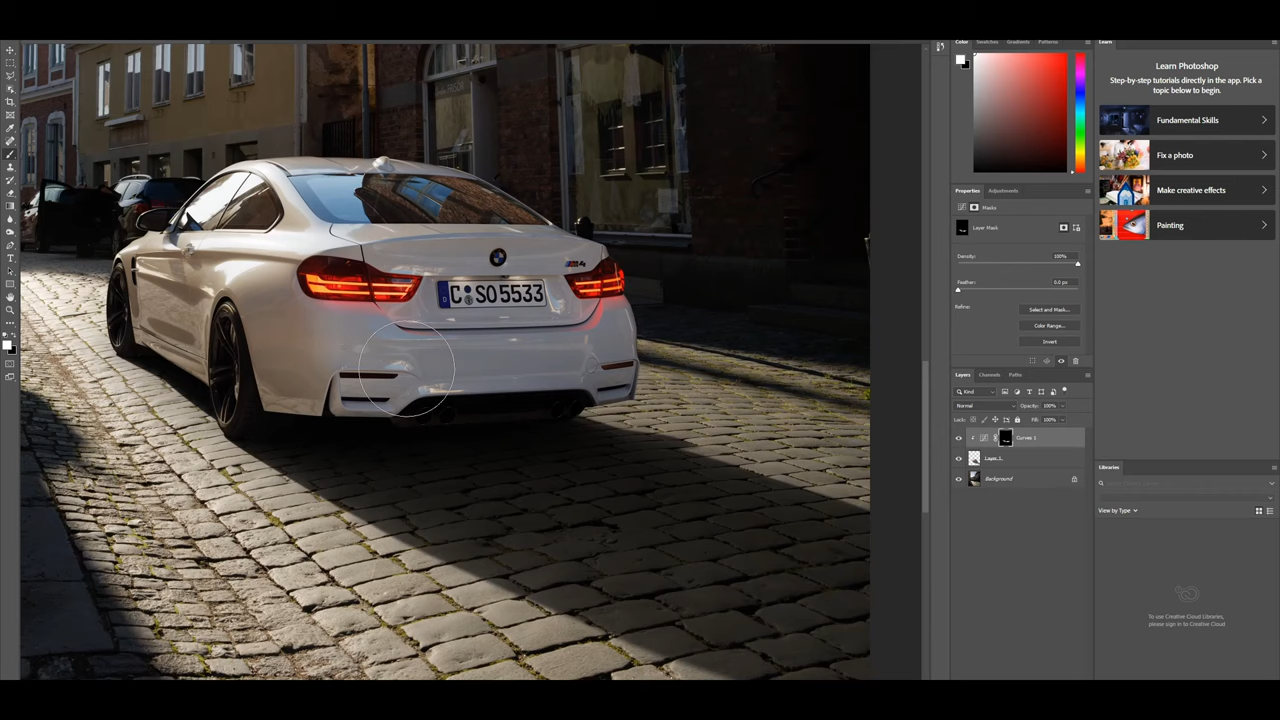 Color Swatches Gradients Patterns
Learn
Learn Photoshop
Step-by-step tutorials directly in the app. Pick a
topic below to begin.
Fundamental Skills
Fix a photo
Make creative effects
Painting
Properties Adjustments
Masks
Layer Mask
Density: 100%
Feather: 0.0 px
Refine:
Select and Mask...
Color Range...
Invert
Layers Channels Paths
Kind
Normal Opacity: 100%
Lock: Fill: 100%
Curves 1
Layer 1
Background
Libraries
View by Type
To use Creative Cloud Libraries,
please sign in to Creative Cloud
M4
D C SO 5533